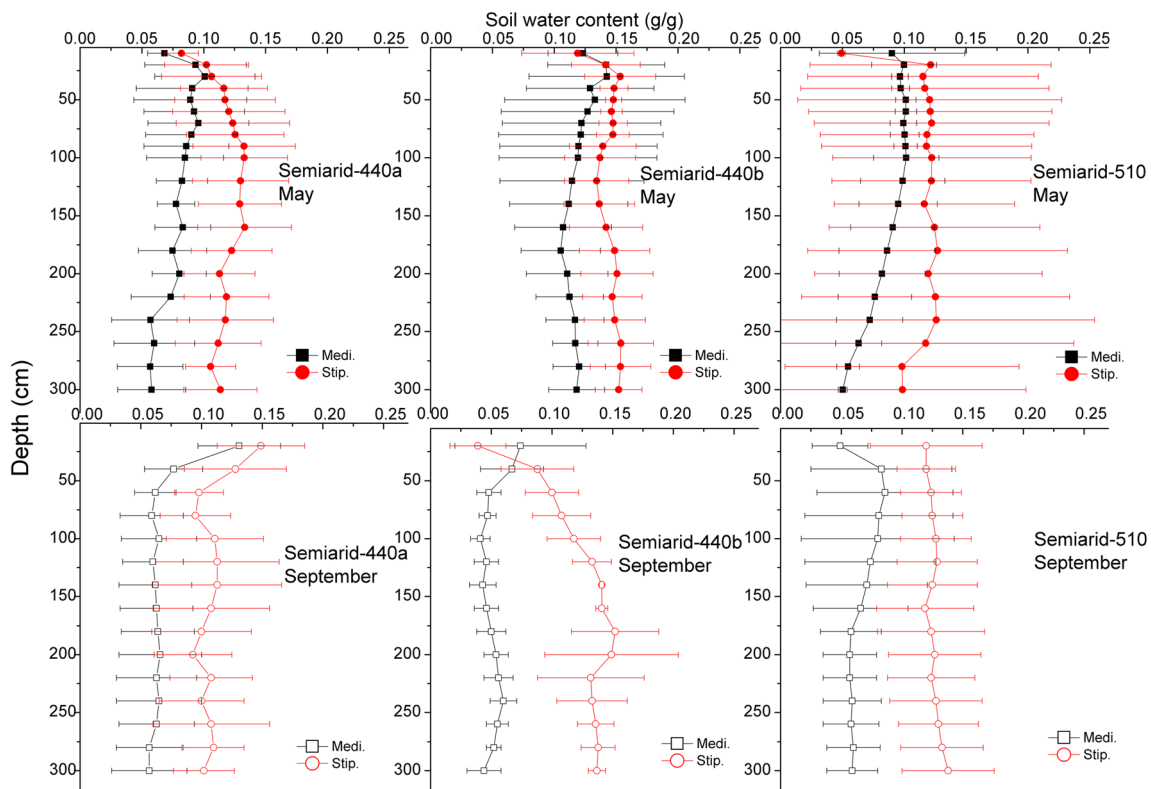 Soil water content (g/g)
0.00 0.05 0.10 0.15 0.20 0.25
0.00 0.05 0.10 0.15 0.20 0.25
0.00 0.05 0.10 0.15 0.20 0.25
0
50
100
150
200
250
300
Semiarid-440a
May
Medi.
Stip.
Semiarid-440b
May
Medi.
Stip.
Semiarid-510
May
Medi.
Stip.
Depth (cm)
0.00 0.05 0.10 0.15 0.20 0.25
0.00 0.05 0.10 0.15 0.20 0.25
0.00 0.05 0.10 0.15 0.20 0.25
50
100
150
200
250
300
Semiarid-440a
September
Medi.
Stip.
Semiarid-440b
September
Medi.
Stip.
Semiarid-510
September
Medi.
Stip.